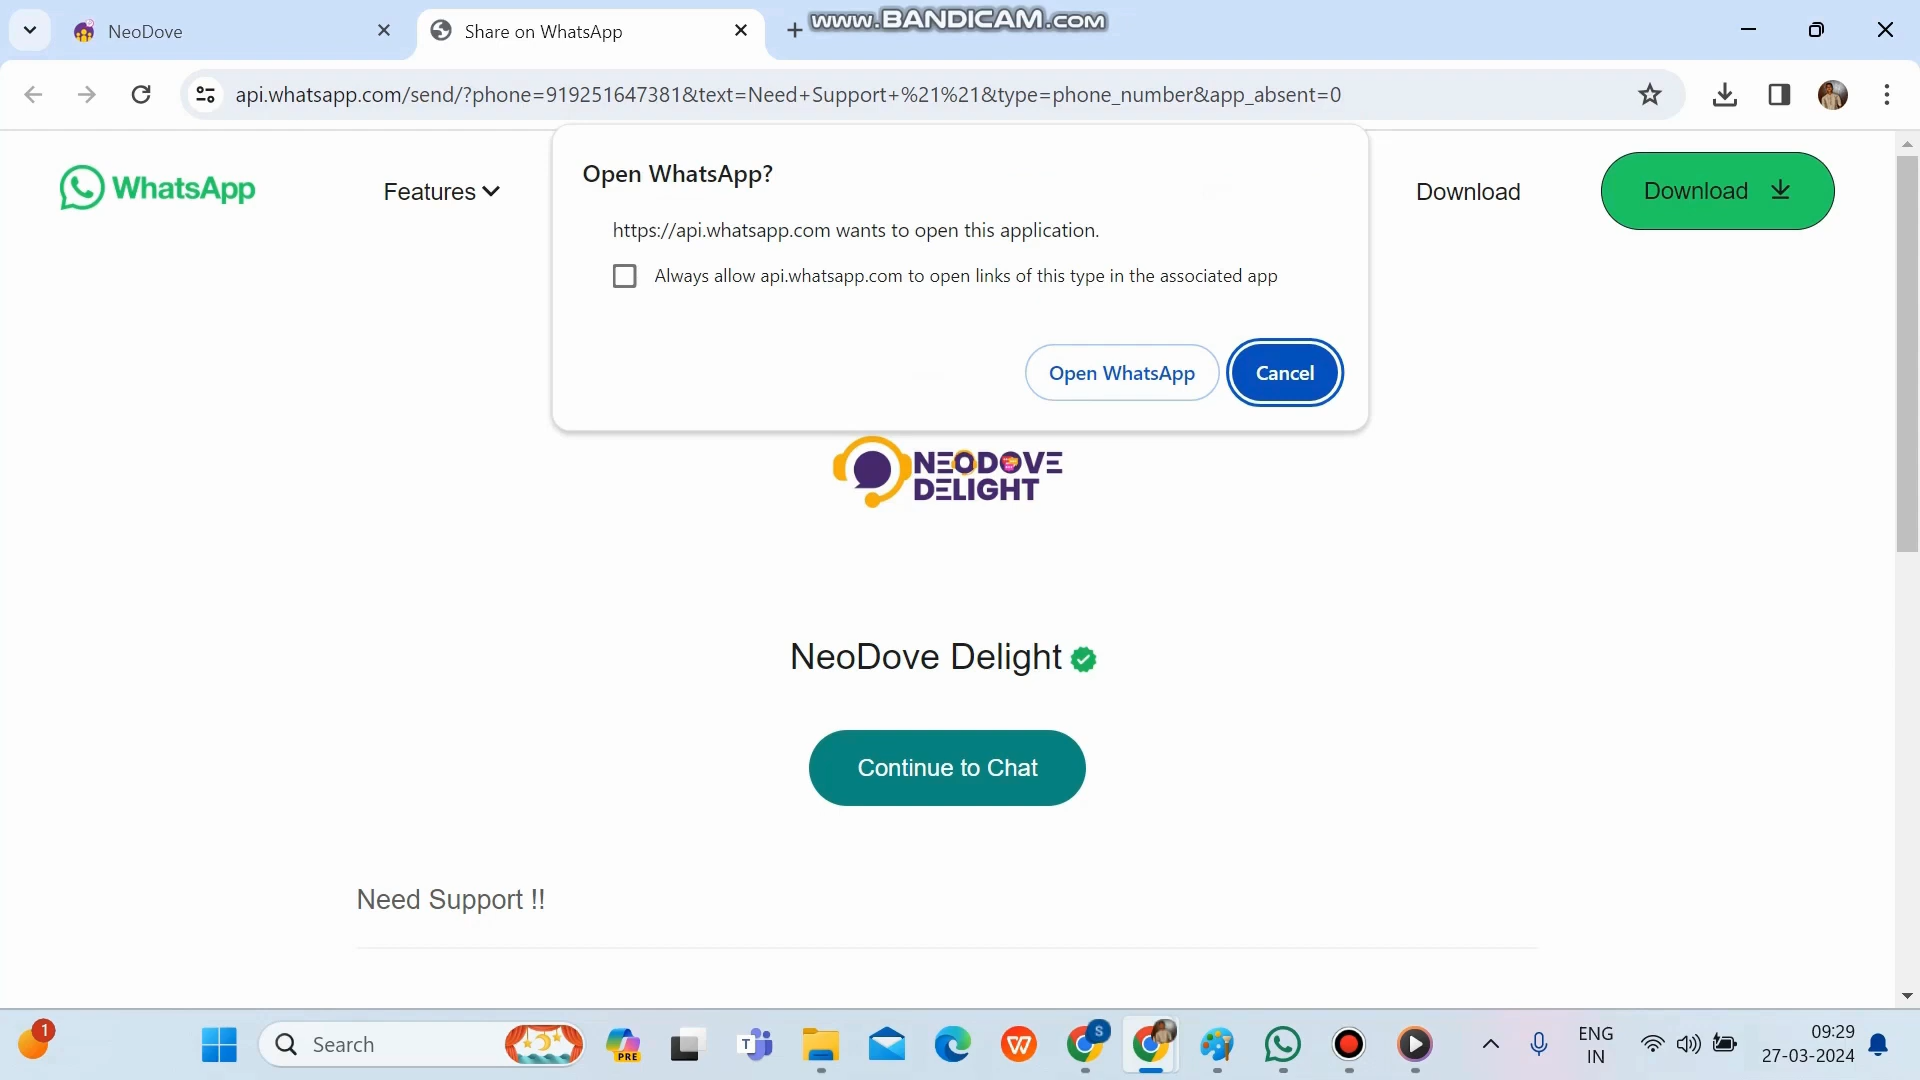 NeoDove
Share on WhatsApp
www.BANDICAM.com
api.whatsapp.com/send/?phone=919251647381&text=Need+Support+%21%21&type=phone_number&app_absent=0
WhatsApp
Features
Download
Download
Open WhatsApp?
https://api.whatsapp.com wants to open this application.
Always allow api.whatsapp.com to open links of this type in the associated app
Open WhatsApp
Cancel
NEODOVE
DELIGHT
NeoDove Delight
Continue to Chat
Need Support !!
1
Search
PRE
T
W
S
ENG
IN
09:29
27-03-2024